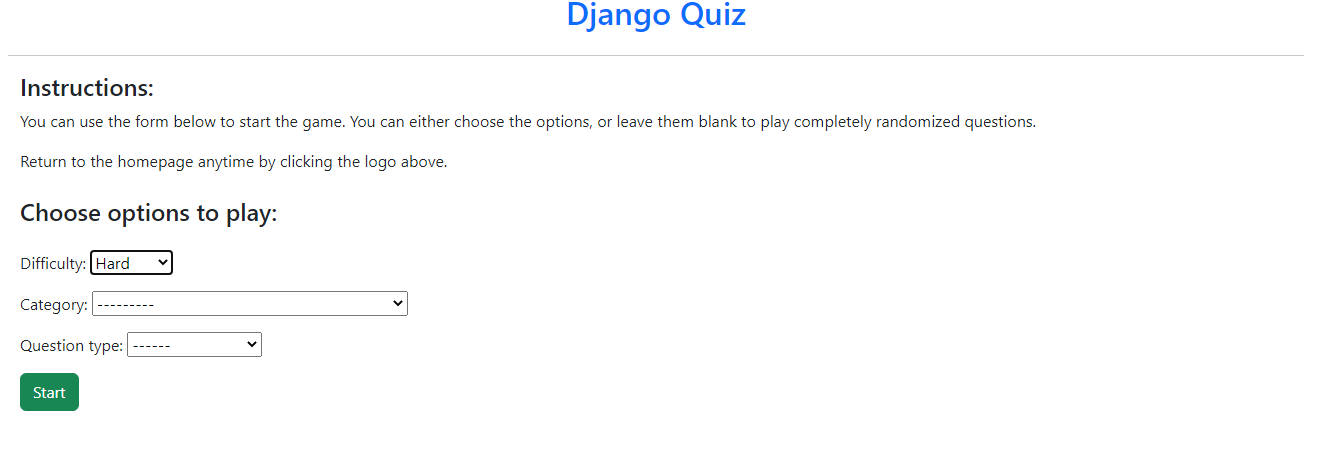 Django Quiz
Instructions:
You can use the form below to start the game. You can either choose the options, or leave them blank to play completely randomized questions.
Return to the homepage anytime by clicking the logo above.
Choose options to play:
Difficulty: Hard
Category: ---------
Question type: ------
Start